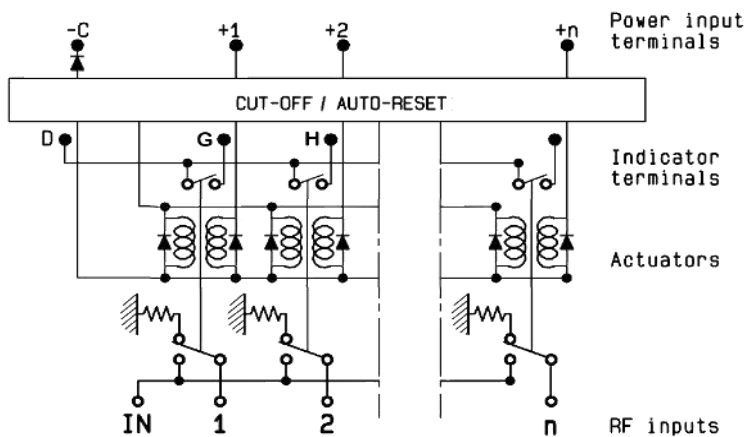 -C +1 +2 +n Power input
terminals
CUT-OFF / AUTO-RESET
D G H
Indicator
terminals
Actuators
IN 1 2 n RF inputs